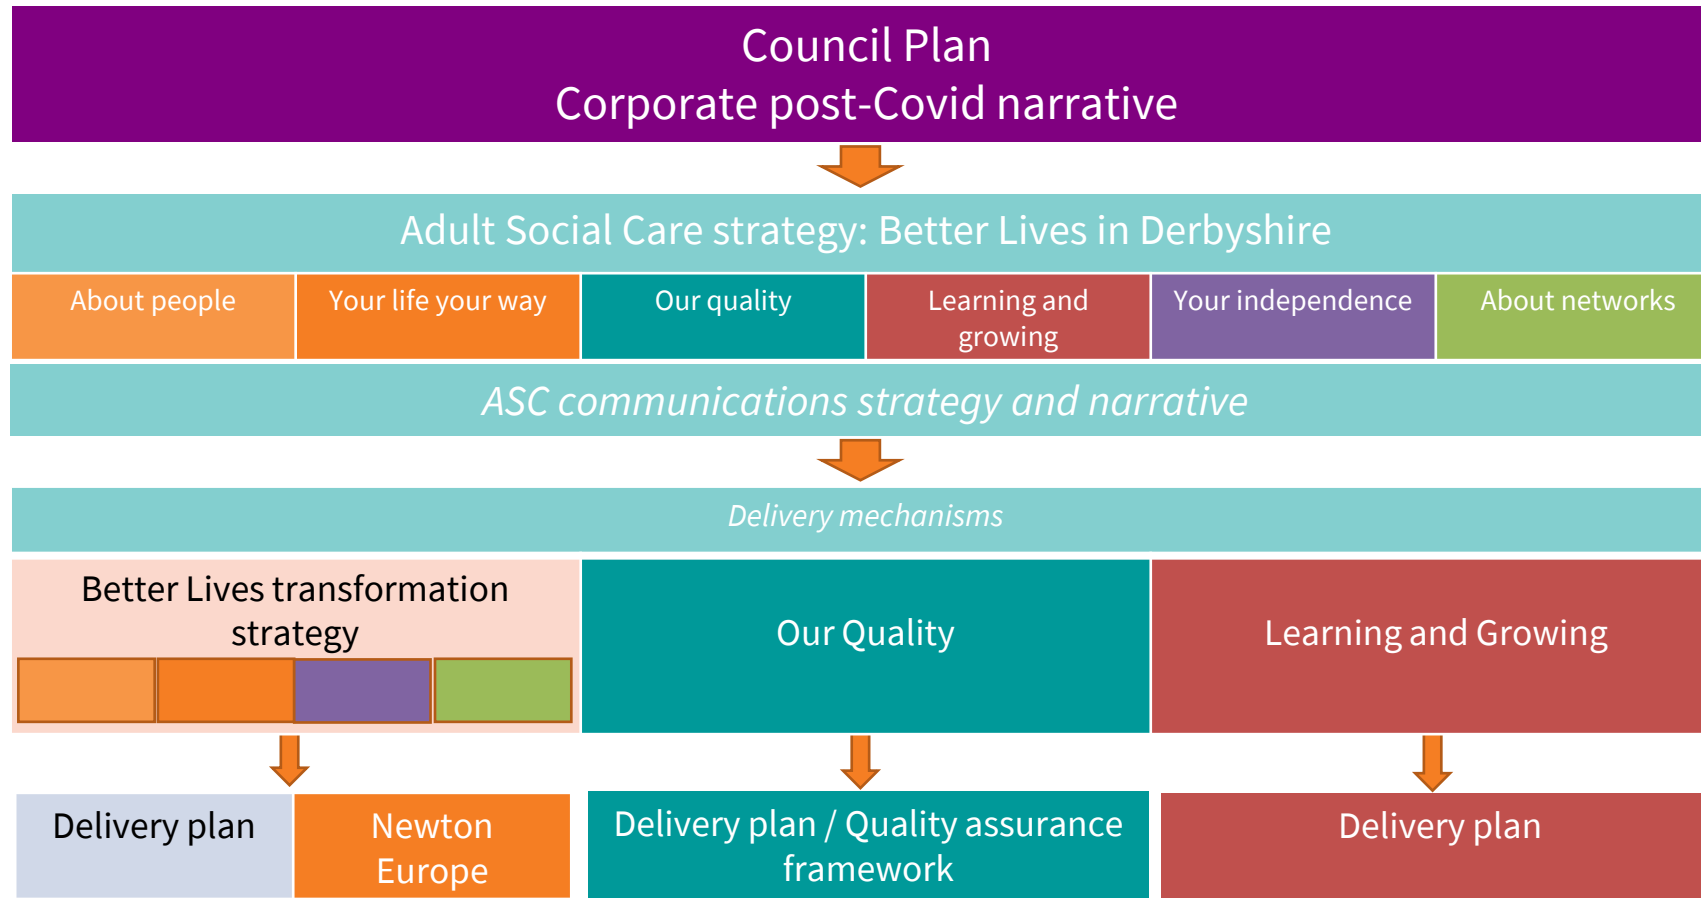 Council Plan
Corporate post-Covid narrative
Adult Social Care strategy: Better Lives in Derbyshire
About people
Your life your way
Our quality
Learning and
growing
Your independence
About networks
ASC communications strategy and narrative
Delivery mechanisms
Better Lives transformation
strategy
Our Quality
Learning and Growing
Delivery plan
Newton
Europe
Delivery plan / Quality assurance
framework
Delivery plan